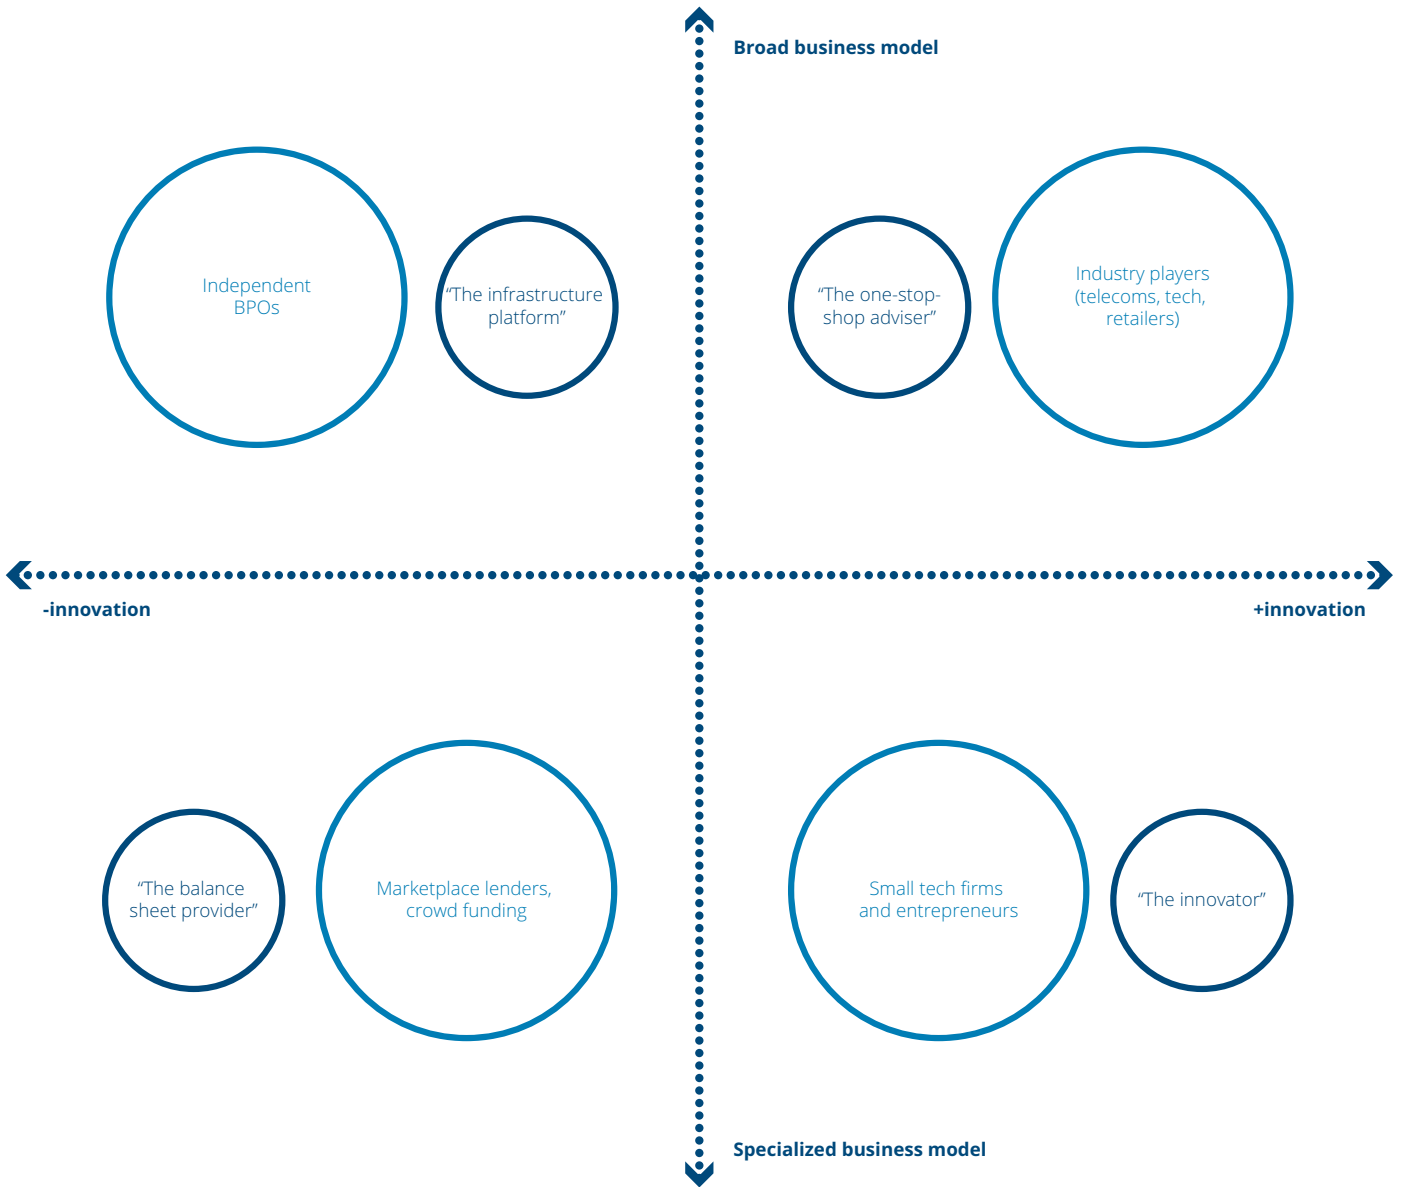 Broad business model
Independent
BPOs
“The infrastructure
platform”
“The one-stop-
shop adviser”
Industry players
(telecoms, tech,
retailers)
-innovation
+innovation
“The balance
sheet provider”
Marketplace lenders,
crowd funding
Small tech firms
and entrepreneurs
“The innovator”
Specialized business model